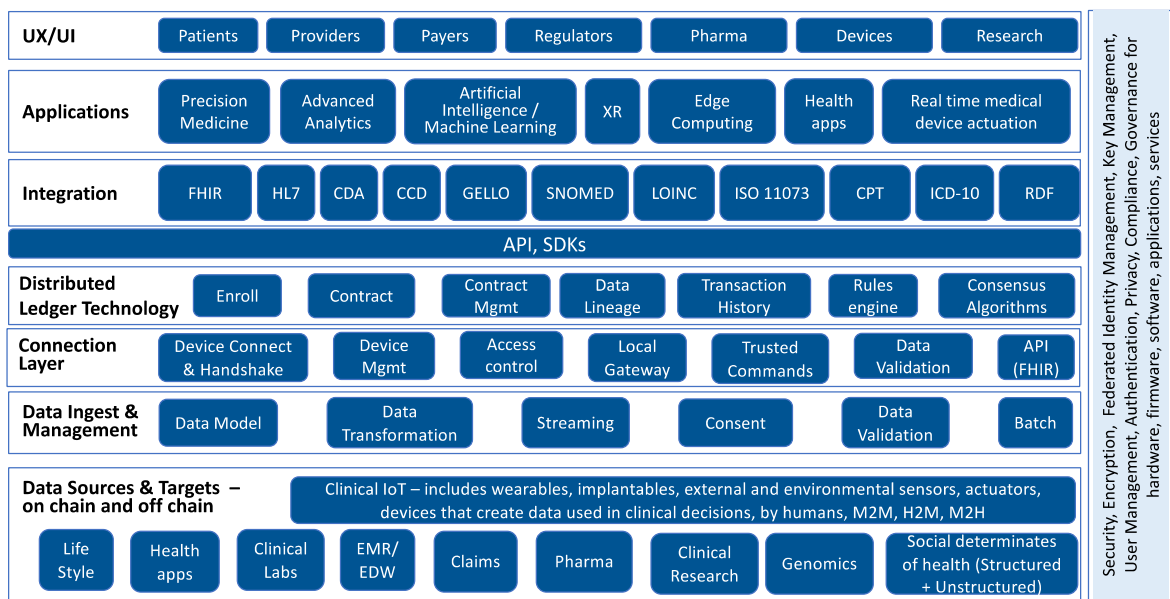 UX/UI
Patients
Providers
Payers
Regulators
Pharma
Devices
Research
Applications
Precision
Medicine
Advanced
Analytics
Artificial
Intelligence /
Machine Learning
XR
Edge
Computing
Health
apps
Real time medical
device actuation
Integration
FHIR
HL7
CDA
CCD
GELLO
SNOMED
LOINC
ISO 11073
CPT
ICD-10
RDF
API, SDKs
Distributed
Ledger Technology
Enroll
Contract
Contract
Mgmt
Data
Lineage
Transaction
History
Rules
engine
Consensus
Algorithms
Connection
Layer
Device Connect
& Handshake
Device
Mgmt
Access
control
Local
Gateway
Trusted
Commands
Data
Validation
API
(FHIR)
Data Ingest &
Management
Data Model
Data
Transformation
Streaming
Consent
Data
Validation
Batch
Data Sources & Targets –
on chain and off chain
Clinical IoT – includes wearables, implantables, external and environmental sensors, actuators,
devices that create data used in clinical decisions, by humans, M2M, H2M, M2H
Life
Style
Health
apps
Clinical
Labs
EMR/
EDW
Claims
Pharma
Clinical
Research
Genomics
Social determinates
of health (Structured
+ Unstructured)
Security, Encryption, Federated Identity Management, Key Management,
User Management, Authentication, Privacy, Compliance, Governance for
hardware, firmware, software, applications, services